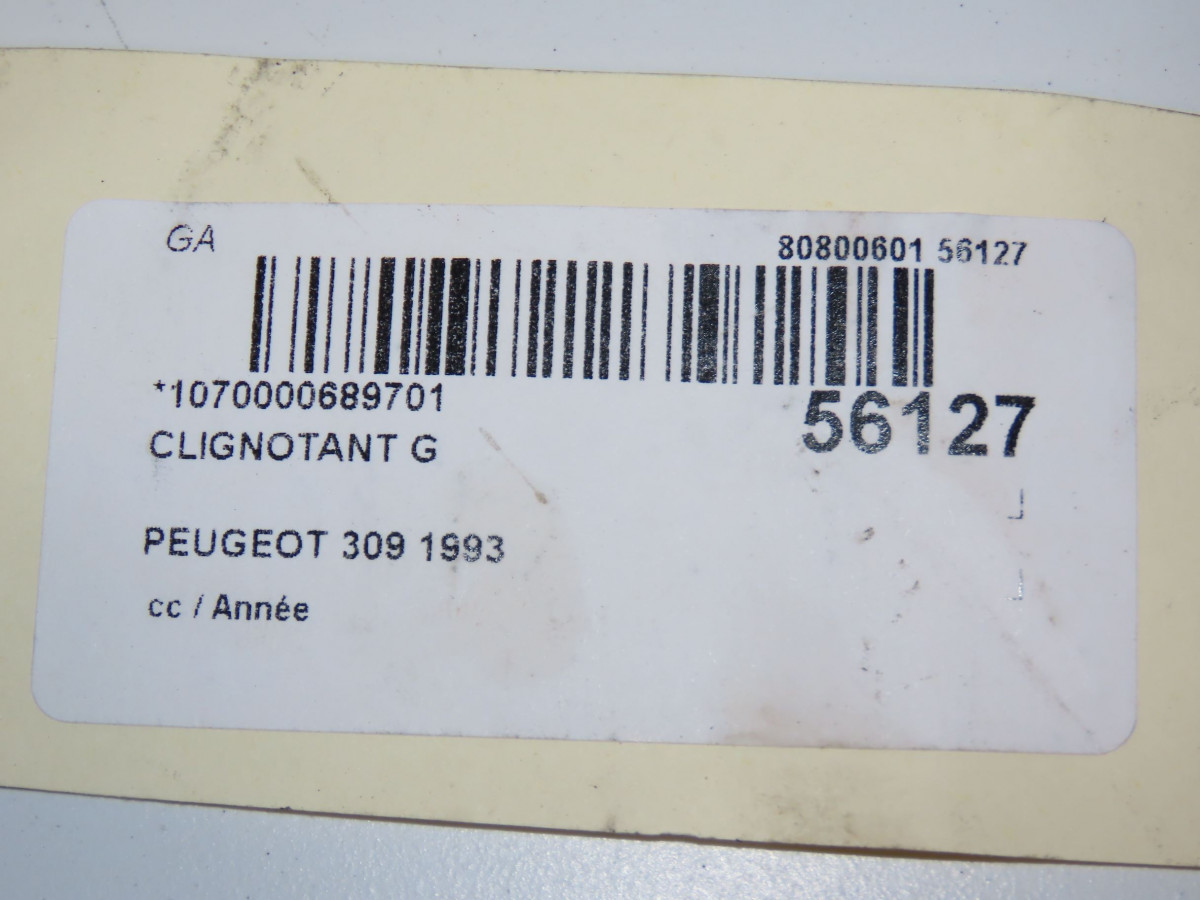 GA
80800601 56127
*1070000689701
56127
CLIGNOTANT G
PEUGEOT 309 1993
cc / Année